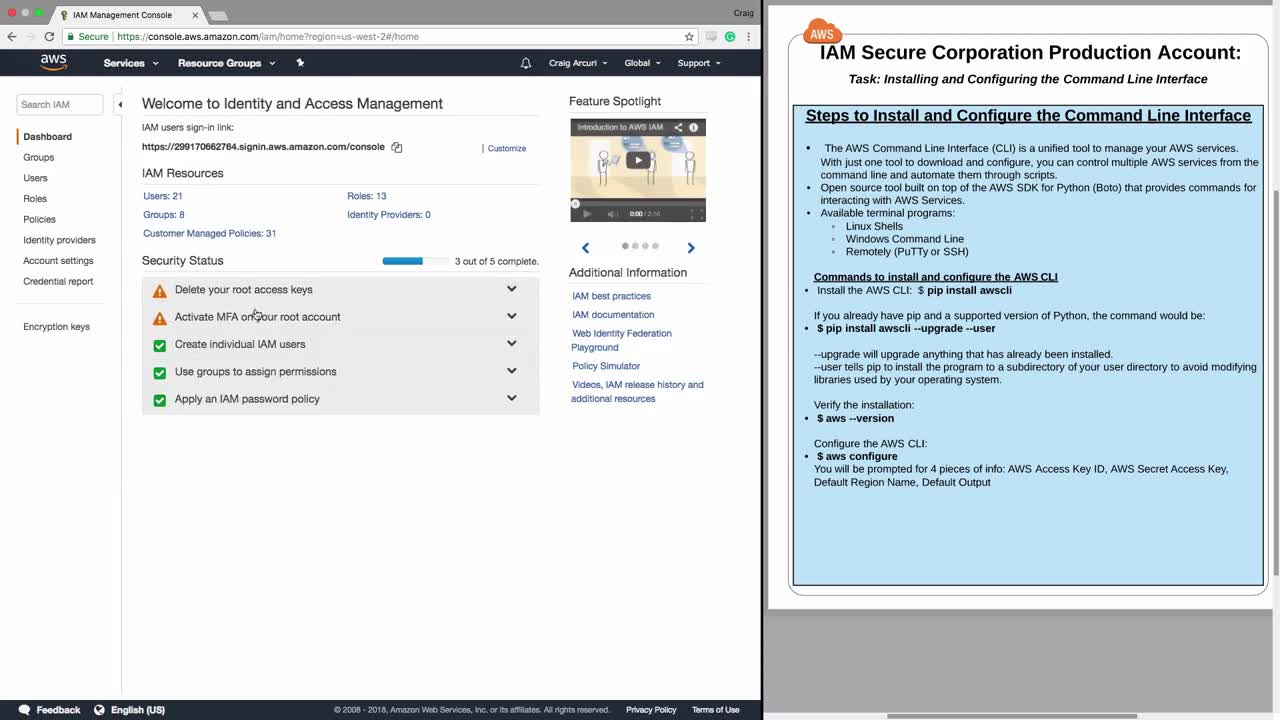 IAM Management Console
Craig
Secure | https://console.aws.amazon.com/iam/home?region=us-west-2#/home
aws
Services
Resource Groups
Craig Arcuri
Global
Support
Search IAM
Dashboard
Groups
Users
Roles
Policies
Identity providers
Account settings
Credential report
Encryption keys
Welcome to Identity and Access Management
IAM users sign-in link:
https://299170662764.signin.aws.amazon.com/console
| Customize
IAM Resources
Users: 21
Roles: 13
Groups: 8
Identity Providers: 0
Customer Managed Policies: 31
Security Status
3 out of 5 complete.
Delete your root access keys
Activate MFA on your root account
Create individual IAM users
Use groups to assign permissions
Apply an IAM password policy
Feature Spotlight
Introduction to AWS IAM
0:00 / 2:16
Additional Information
IAM best practices
IAM documentation
Web Identity Federation
Playground
Policy Simulator
Videos, IAM release history and
additional resources
Feedback
English (US)
© 2008 - 2018, Amazon Web Services, Inc. or its affiliates. All rights reserved.
Privacy Policy
Terms of Use
AWS
IAM Secure Corporation Production Account:
Task: Installing and Configuring the Command Line Interface
Steps to Install and Configure the Command Line Interface
• The AWS Command Line Interface (CLI) is a unified tool to manage your AWS services.
With just one tool to download and configure, you can control multiple AWS services from the
command line and automate them through scripts.
• Open source tool built on top of the AWS SDK for Python (Boto) that provides commands for
interacting with AWS Services.
• Available terminal programs:
◦ Linux Shells
◦ Windows Command Line
◦ Remotely (PuTTy or SSH)
Commands to install and configure the AWS CLI
• Install the AWS CLI: $ pip install awscli
If you already have pip and a supported version of Python, the command would be:
• $ pip install awscli --upgrade --user
--upgrade will upgrade anything that has already been installed.
--user tells pip to install the program to a subdirectory of your user directory to avoid modifying
libraries used by your operating system.
Verify the installation:
• $ aws --version
Configure the AWS CLI:
• $ aws configure
You will be prompted for 4 pieces of info: AWS Access Key ID, AWS Secret Access Key,
Default Region Name, Default Output